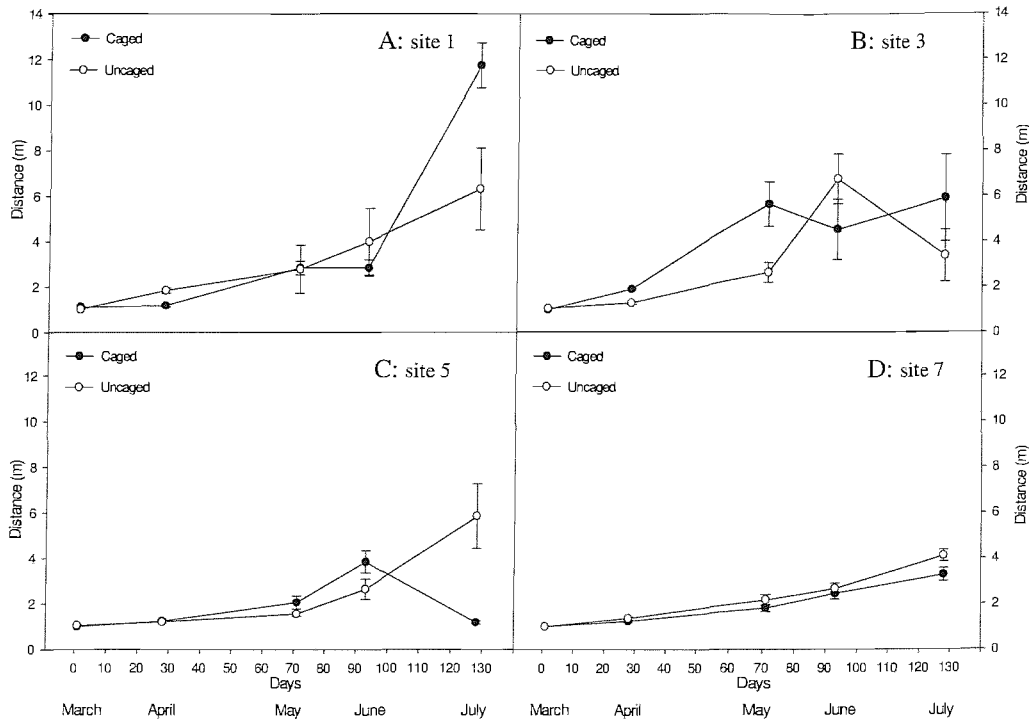 14
12
10
8
6
4
2
0
Distance (m)
Caged
Uncaged
A: site 1
Caged
Uncaged
B: site 3
14
12
10
8
6
4
2
0
Distance (m)
12
10
8
6
4
2
0
Distance (m)
Caged
Uncaged
C: site 5
Caged
Uncaged
D: site 7
12
10
8
6
4
2
0
Distance (m)
0 10 20 30 40 50 60 70 80 90 100 110 120 130
Days
March April May June July
0 10 20 30 40 50 60 70 80 90 100 110 130
Days
March April May June July